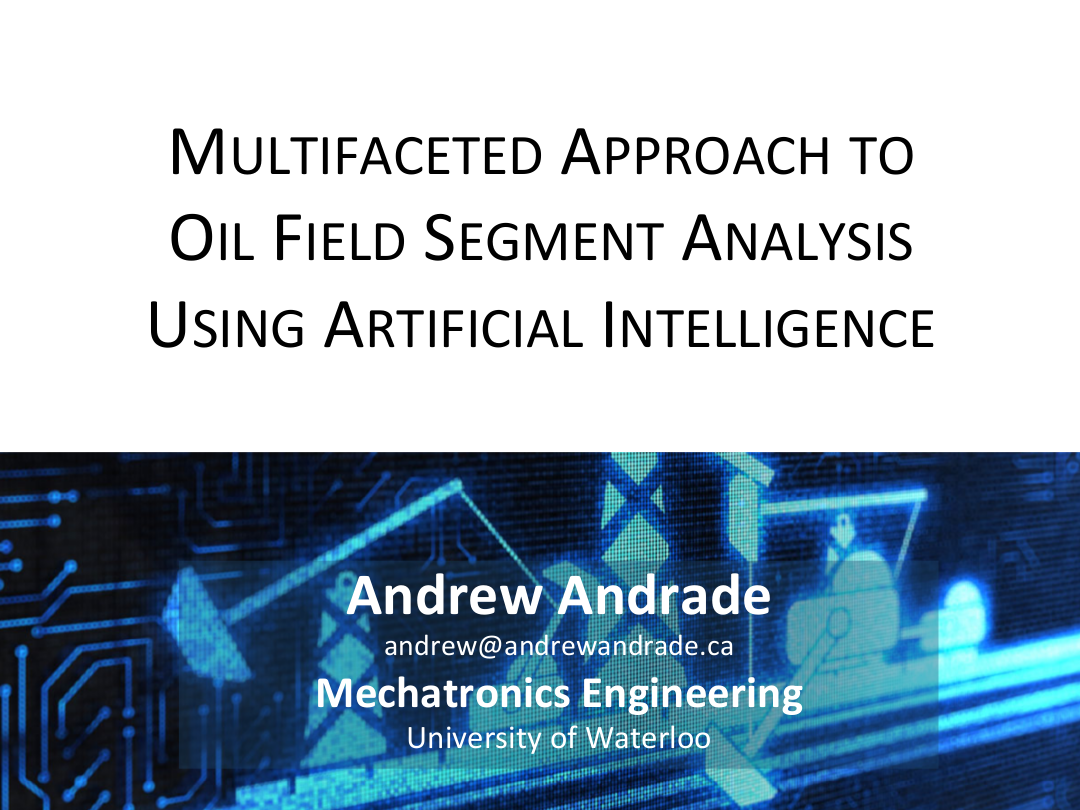 MULTIFACETED APPROACH TO
OIL FIELD SEGMENT ANALYSIS
USING ARTIFICIAL INTELLIGENCE
Andrew Andrade
andrew@andrewandrade.ca
Mechatronics Engineering
University of Waterloo